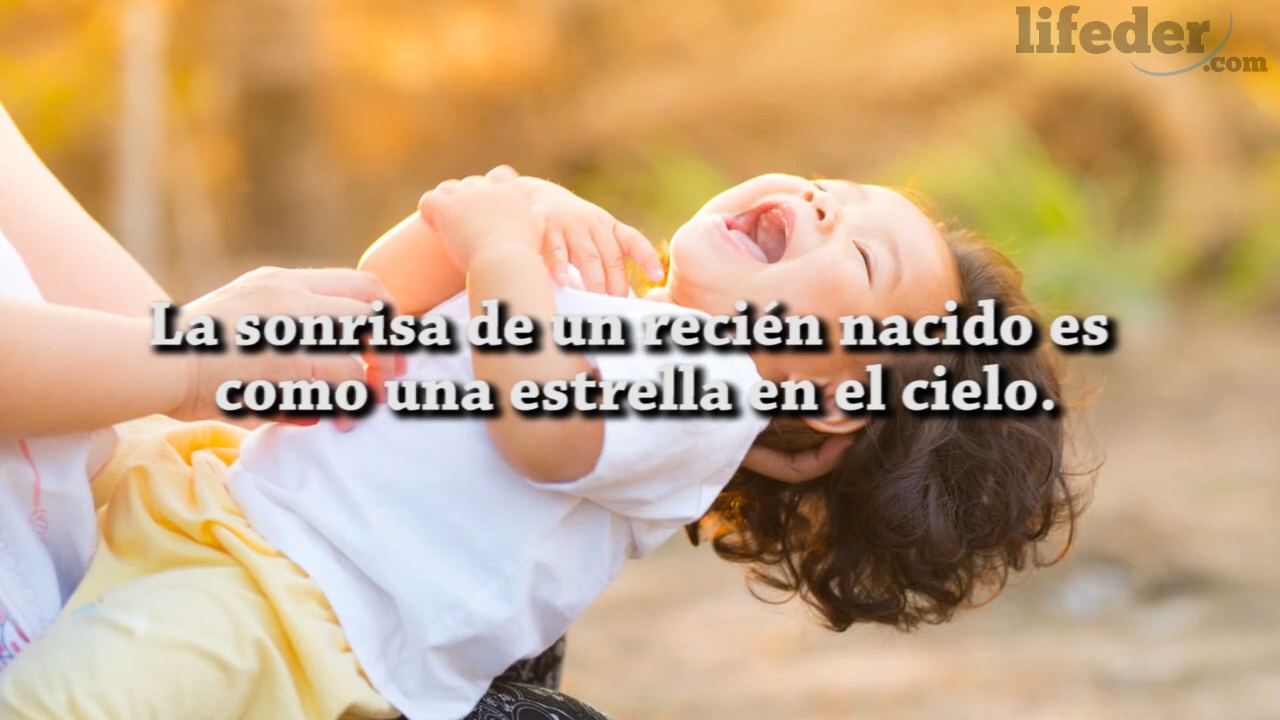 lifeder
.com
La sonrisa de un recién nacido es
como una estrella en el cielo.